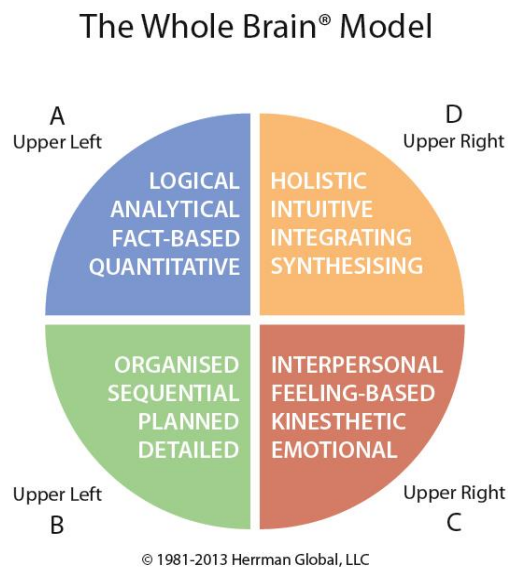 The Whole Brain® Model
A
Upper Left
D
Upper Right
LOGICAL
ANALYTICAL
FACT-BASED
QUANTITATIVE
HOLISTIC
INTUITIVE
INTEGRATING
SYNTHESISING
ORGANISED
SEQUENTIAL
PLANNED
DETAILED
INTERPERSONAL
FEELING-BASED
KINESTHETIC
EMOTIONAL
Upper Left
B
Upper Right
C
© 1981-2013 Herrman Global, LLC